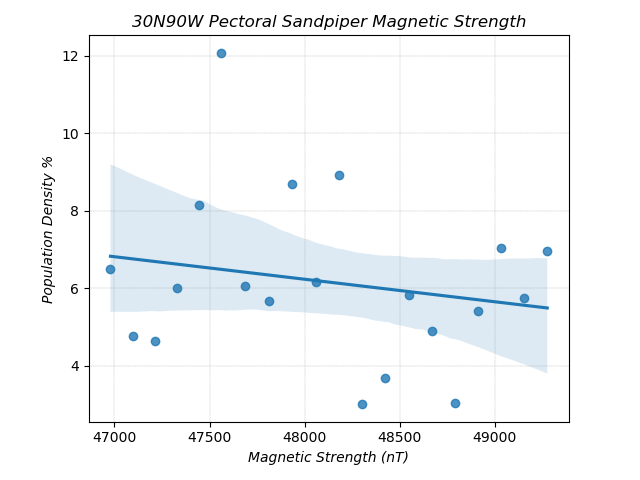 30N90W Pectoral Sandpiper Magnetic Strength
12
10
8
6
4
Population Density %
47000 47500 48000 48500 49000
Magnetic Strength (nT)